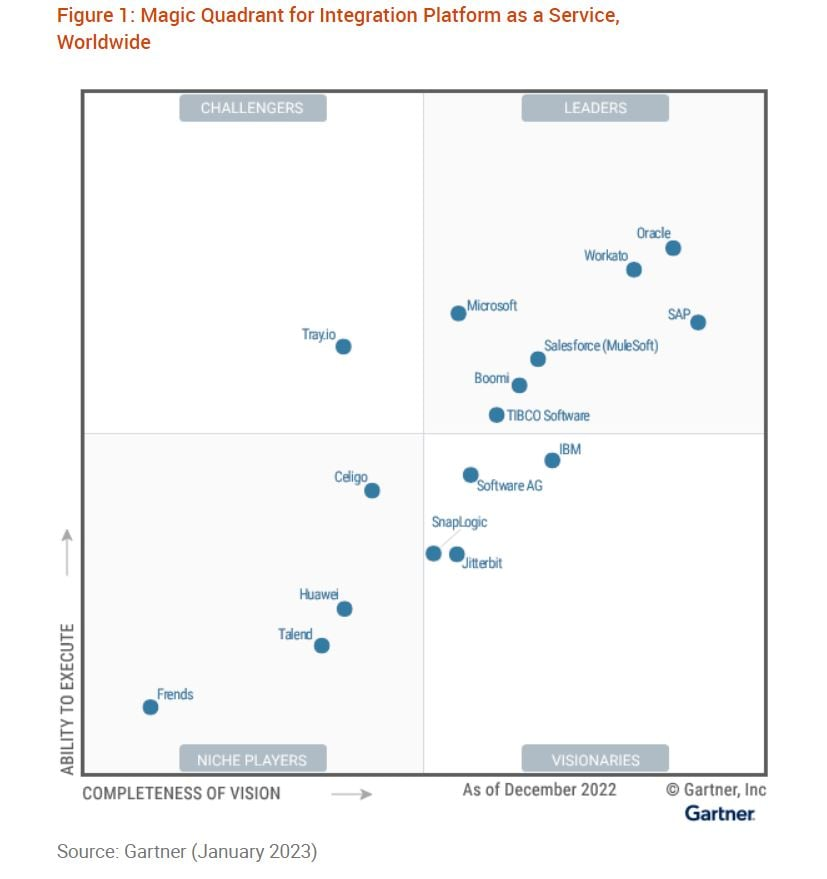 Figure 1: Magic Quadrant for Integration Platform as a Service,
Worldwide
CHALLENGERS
LEADERS
Oracle
Workato
Microsoft
SAP
Tray.io
Salesforce (MuleSoft)
Boomi
TIBCO Software
IBM
Celigo
Software AG
SnapLogic
Jitterbit
Huawei
Talend
Frends
ABILITY TO EXECUTE
NICHE PLAYERS
VISIONARIES
COMPLETENESS OF VISION
As of December 2022
© Gartner, Inc
Gartner.
Source: Gartner (January 2023)